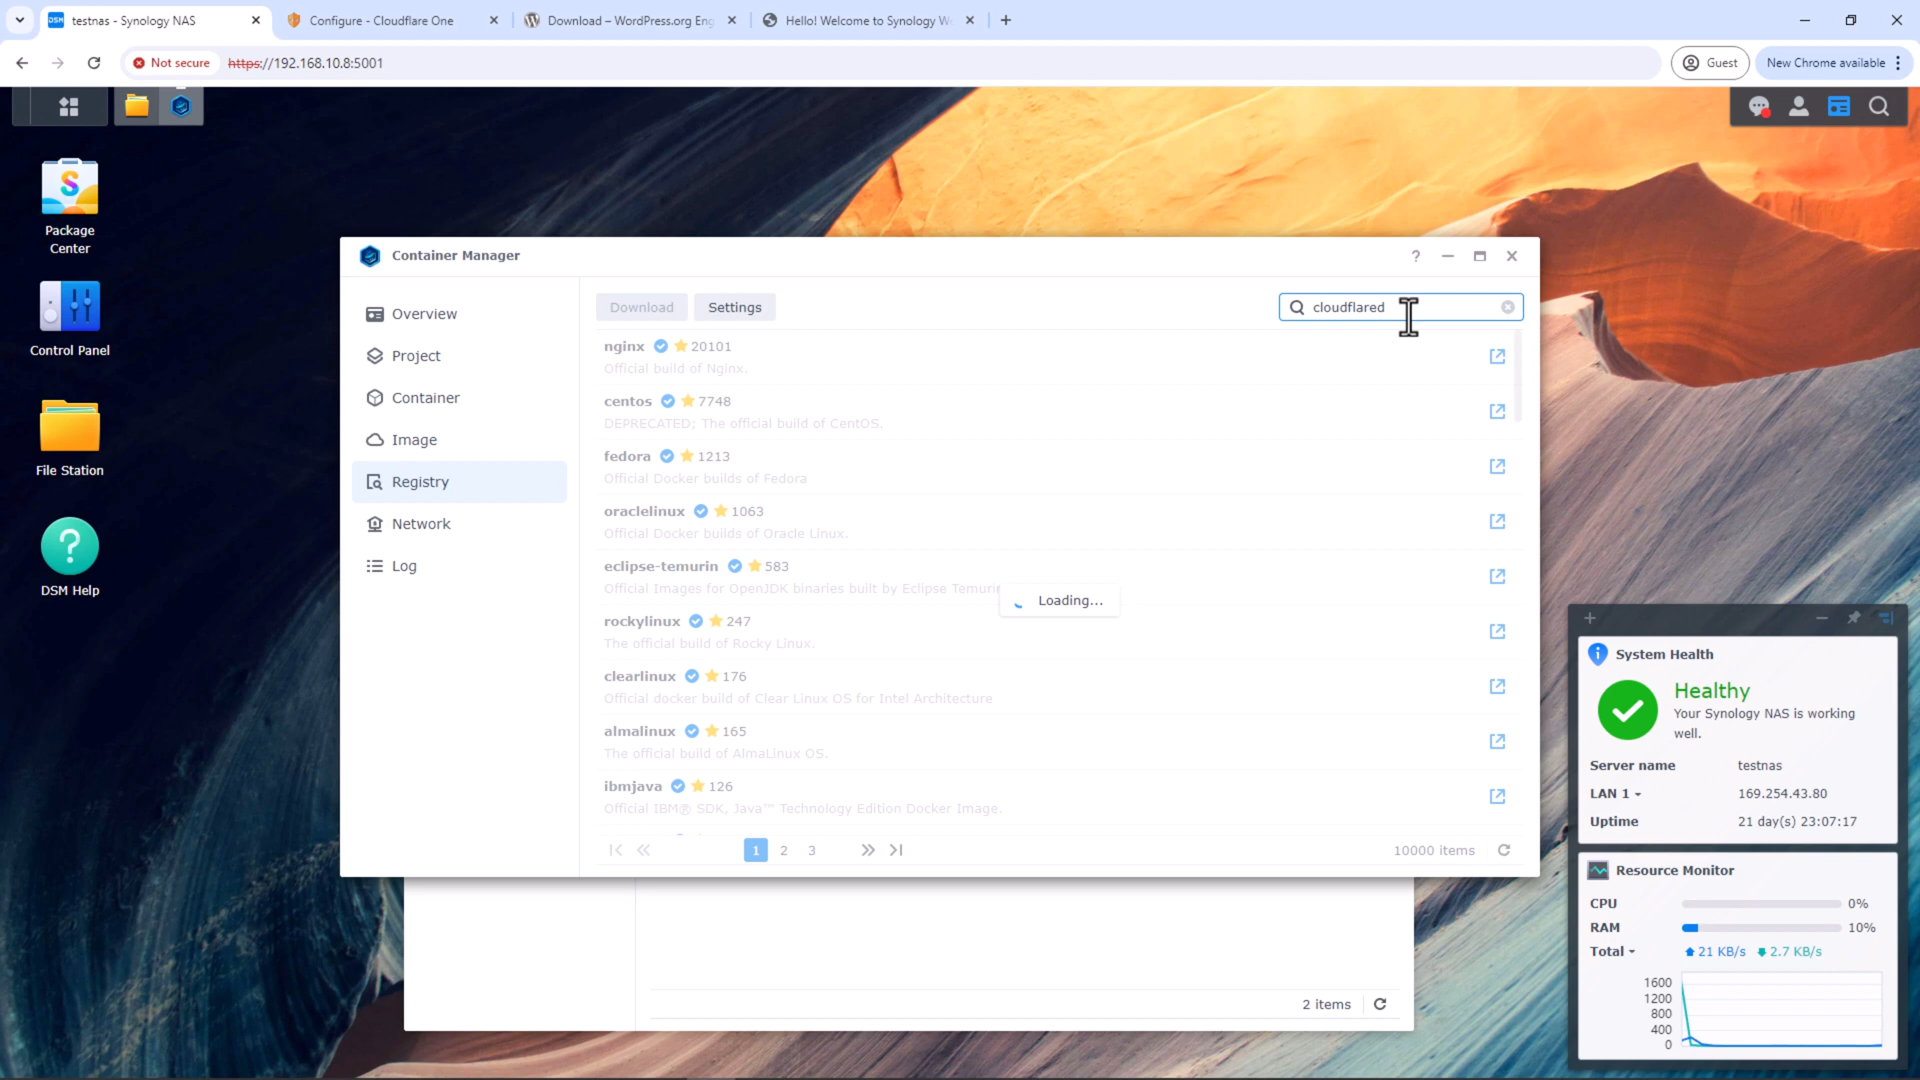 testnas - Synology NAS
Configure - Cloudflare One
Download – WordPress.org Eng
Hello! Welcome to Synology W
Not secure
https://192.168.10.8:5001
Guest
New Chrome available
Package
Center
Control Panel
File Station
DSM Help
Container Manager
Overview
Project
Container
Image
Registry
Network
Log
Download
Settings
cloudflared
nginx 20101
Official build of Nginx.
centos 7748
DEPRECATED; The official build of CentOS.
fedora 1213
Official Docker builds of Fedora
oraclelinux 1063
Official Docker builds of Oracle Linux.
eclipse-temurin 583
Official Images for OpenJDK binaries built by Eclipse Temurin
Loading...
rockylinux 247
The official build of Rocky Linux.
clearlinux 176
Official docker build of Clear Linux OS for Intel Architecture
almalinux 165
The official build of AlmaLinux OS.
ibmjava 126
Official IBM® SDK, Java™ Technology Edition Docker Image.
1 2 3
10000 items
2 items
System Health
Healthy
Your Synology NAS is working
well.
Server name testnas
LAN 1 169.254.43.80
Uptime 21 day(s) 23:07:17
Resource Monitor
CPU 0%
RAM 10%
Total 21 KB/s 2.7 KB/s
1600
1200
800
400
0